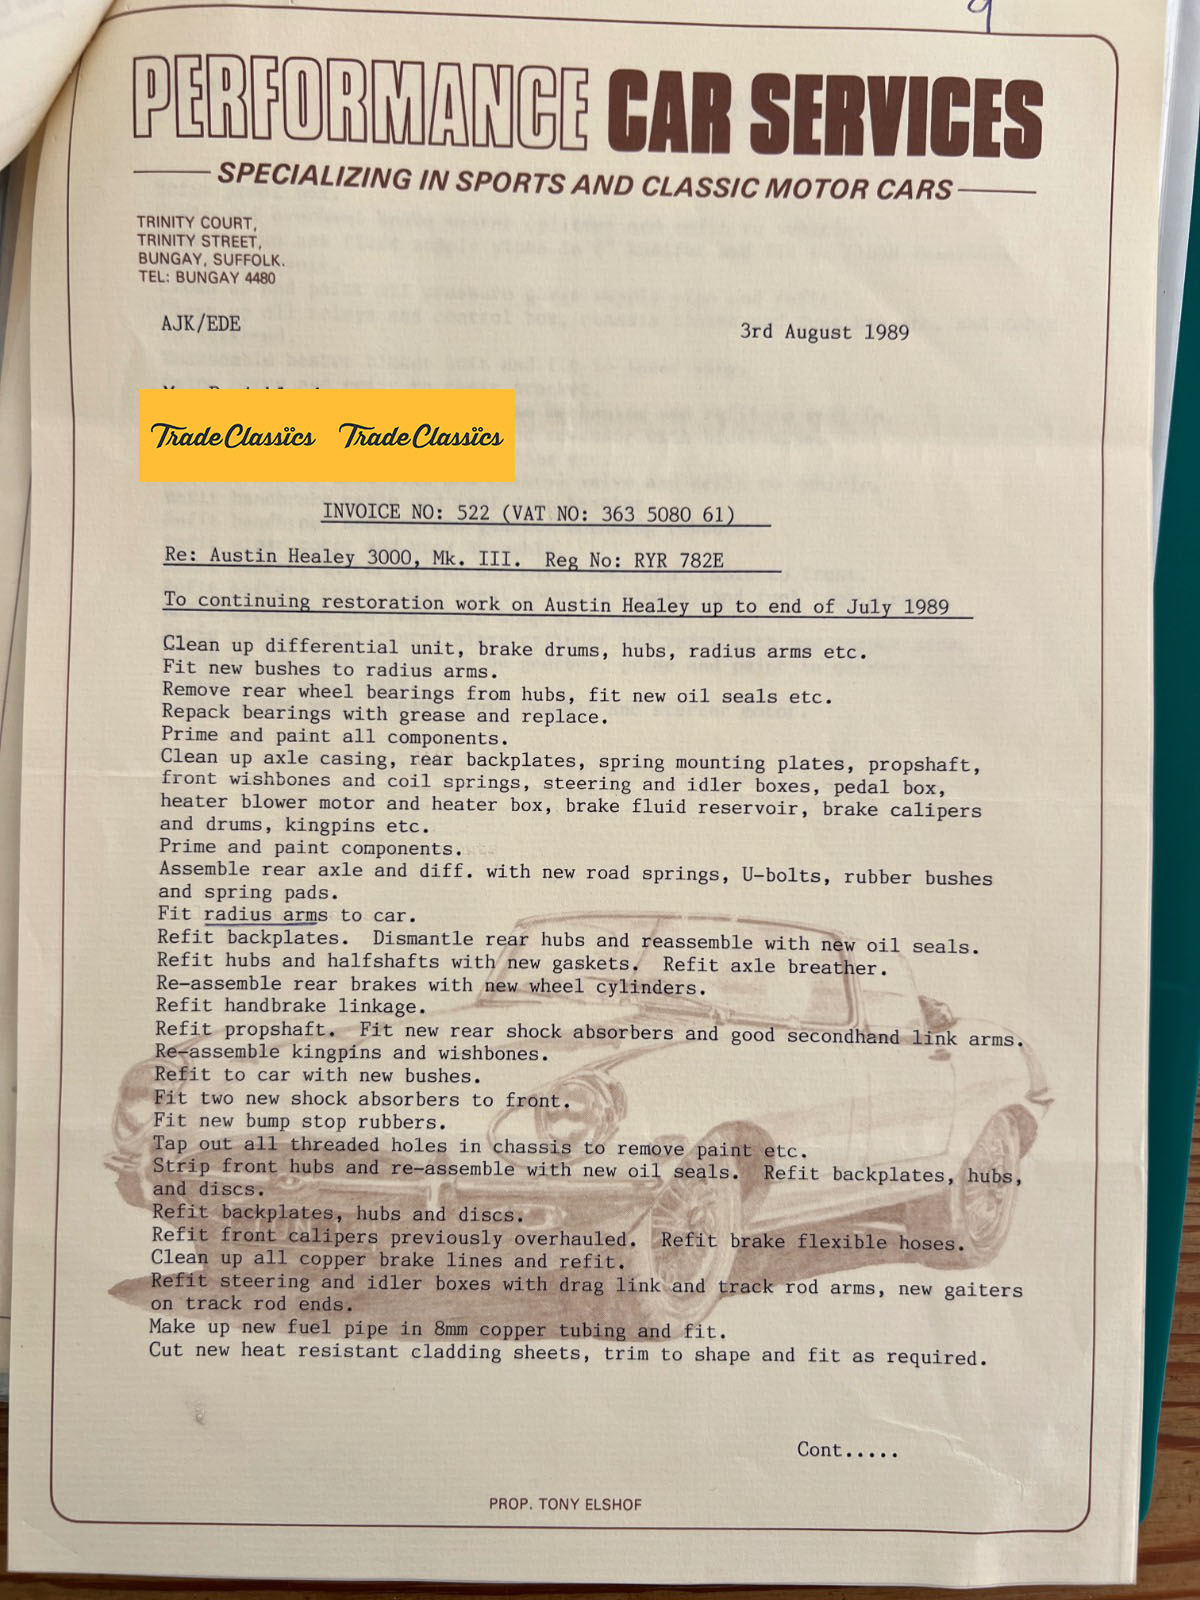 PERFORMANCE CAR SERVICES
SPECIALIZING IN SPORTS AND CLASSIC MOTOR CARS
TRINITY COURT,
TRINITY STREET,
BUNGAY, SUFFOLK.
TEL: BUNGAY 4480
AJK/EDE
3rd August 1989
Trade Classics Trade Classics
INVOICE NO: 522 (VAT NO: 363 5080 61)
Re: Austin Healey 3000, Mk. III. Reg No: RYR 782E
To continuing restoration work on Austin Healey up to end of July 1989
Clean up differential unit, brake drums, hubs, radius arms etc.
Fit new bushes to radius arms.
Remove rear wheel bearings from hubs, fit new oil seals etc.
Repack bearings with grease and replace.
Prime and paint all components.
Clean up axle casing, rear backplates, spring mounting plates, propshaft,
front wishbones and coil springs, steering and idler boxes, pedal box,
heater blower motor and heater box, brake fluid reservoir, brake calipers
and drums, kingpins etc.
Prime and paint components.
Assemble rear axle and diff. with new road springs, U-bolts, rubber bushes
and spring pads.
Fit radius arms to car.
Refit backplates. Dismantle rear hubs and reassemble with new oil seals.
Refit hubs and halfshafts with new gaskets. Refit axle breather.
Re-assemble rear brakes with new wheel cylinders.
Refit handbrake linkage.
Refit propshaft. Fit new rear shock absorbers and good secondhand link arms.
Re-assemble kingpins and wishbones.
Refit to car with new bushes.
Fit two new shock absorbers to front.
Fit new bump stop rubbers.
Tap out all threaded holes in chassis to remove paint etc.
Strip front hubs and re-assemble with new oil seals. Refit backplates, hubs,
and discs.
Refit backplates, hubs and discs.
Refit front calipers previously overhauled. Refit brake flexible hoses.
Clean up all copper brake lines and refit.
Refit steering and idler boxes with drag link and track rod arms, new gaiters
on track rod ends.
Make up new fuel pipe in 8mm copper tubing and fit.
Cut new heat resistant cladding sheets, trim to shape and fit as required.
Cont.....
PROP. TONY ELSHOF